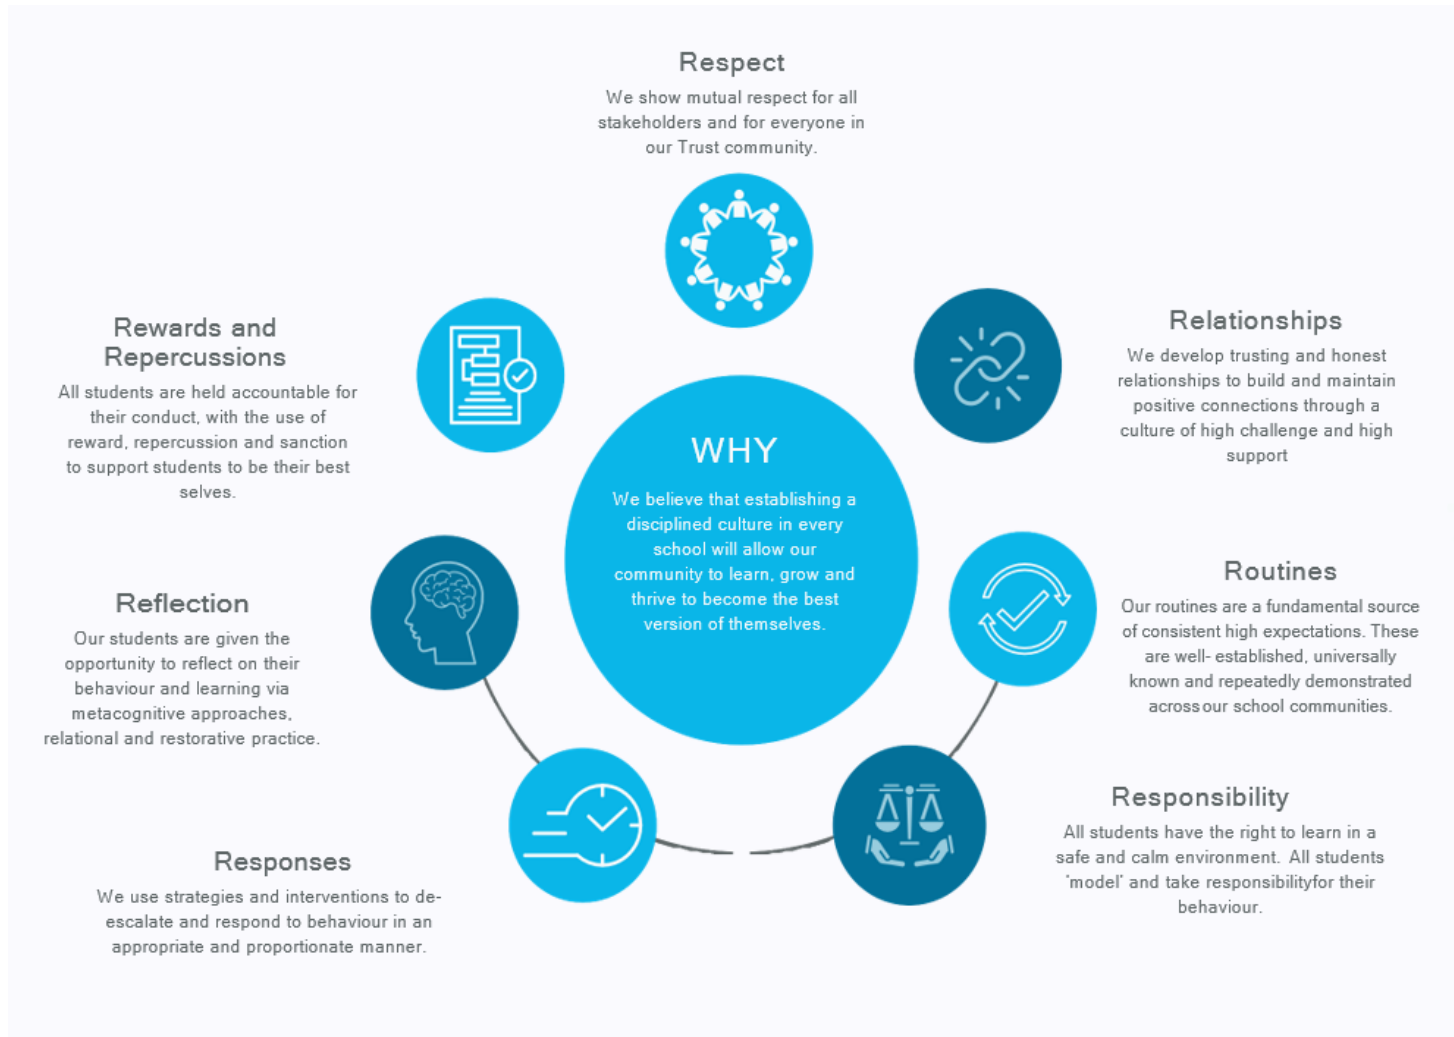 Respect
We show mutual respect for all
stakeholders and for everyone in
our Trust community.
Relationships
We develop trusting and honest
relationships to build and maintain
positive connections through a
culture of high challenge and high
support
Routines
Our routines are a fundamental source
of consistent high expectations. These
are well- established, universally
known and repeatedly demonstrated
across our school communities.
Responsibility
All students have the right to learn in a
safe and calm environment. All students
'model' and take responsibilityfor their
behaviour.
Responses
We use strategies and interventions to de-
escalate and respond to behaviour in an
appropriate and proportionate manner.
Reflection
Our students are given the
opportunity to reflect on their
behaviour and learning via
metacognitive approaches,
relational and restorative practice.
Rewards and
Repercussions
All students are held accountable for
their conduct, with the use of
reward, repercussion and sanction
to support students to be their best
selves.
WHY
We believe that establishing a
disciplined culture in every
school will allow our
community to learn, grow and
thrive to become the best
version of themselves.